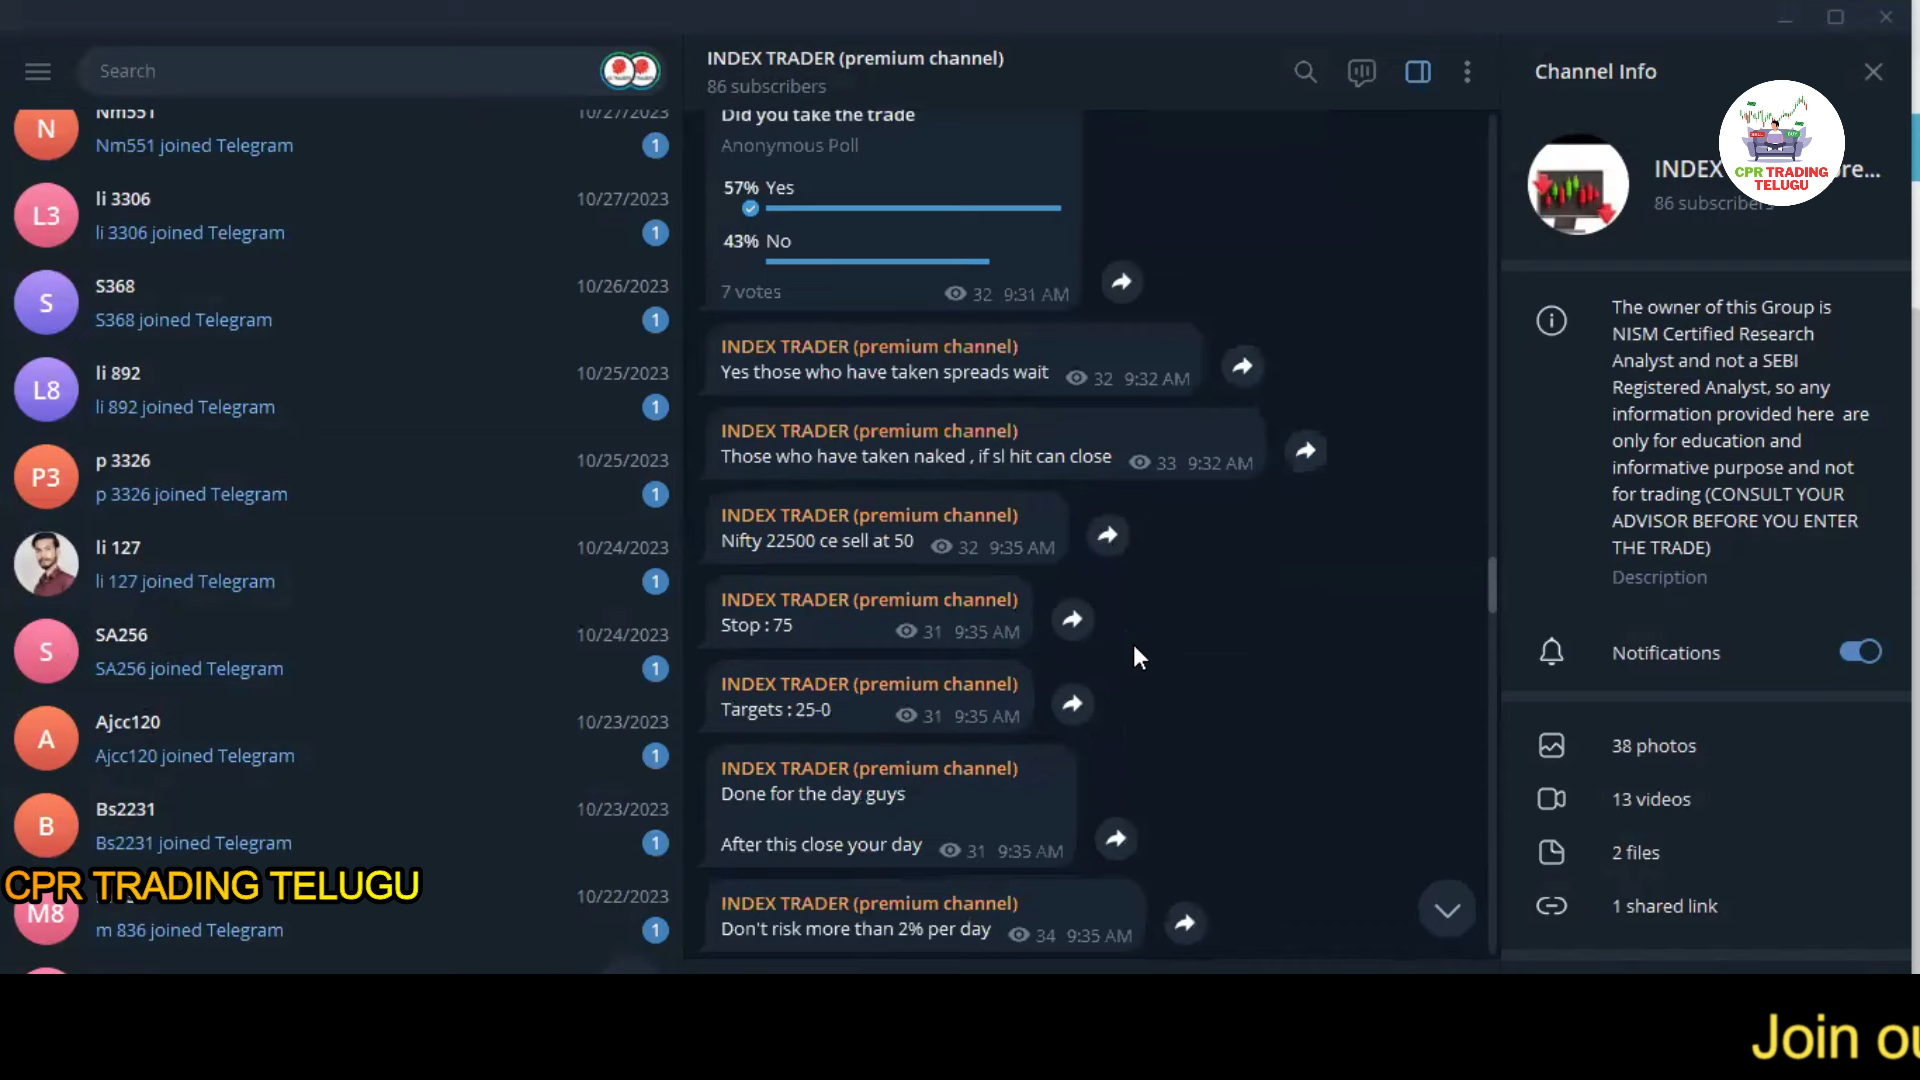 Search
Nm551
10/27/2023
Nm551 joined Telegram
1
N
li 3306
10/27/2023
li 3306 joined Telegram
1
L3
S368
10/26/2023
S368 joined Telegram
1
S
li 892
10/25/2023
li 892 joined Telegram
1
L8
p 3326
10/25/2023
p 3326 joined Telegram
1
P3
li 127
10/24/2023
li 127 joined Telegram
1
SA256
10/24/2023
SA256 joined Telegram
1
S
Ajcc120
10/23/2023
Ajcc120 joined Telegram
1
A
Bs2231
10/23/2023
Bs2231 joined Telegram
1
B
CPR TRADING TELUGU
10/22/2023
M8
m 836 joined Telegram
1
INDEX TRADER (premium channel)
86 subscribers
Did you take the trade
Anonymous Poll
57% Yes
43% No
7 votes 32 9:31 AM
INDEX TRADER (premium channel)
Yes those who have taken spreads wait 32 9:32 AM
INDEX TRADER (premium channel)
Those who have taken naked , if sl hit can close 33 9:32 AM
INDEX TRADER (premium channel)
Nifty 22500 ce sell at 50 32 9:35 AM
INDEX TRADER (premium channel)
Stop : 75 31 9:35 AM
INDEX TRADER (premium channel)
Targets : 25-0 31 9:35 AM
INDEX TRADER (premium channel)
Done for the day guys
After this close your day 31 9:35 AM
INDEX TRADER (premium channel)
Don't risk more than 2% per day 34 9:35 AM
Channel Info
CPR TRADING
TELUGU
INDEX
re...
86 subscribers
The owner of this Group is
NISM Certified Research
Analyst and not a SEBI
Registered Analyst, so any
information provided here are
only for education and
informative purpose and not
for trading (CONSULT YOUR
ADVISOR BEFORE YOU ENTER
THE TRADE)
Description
Notifications
38 photos
13 videos
2 files
1 shared link
Join ou